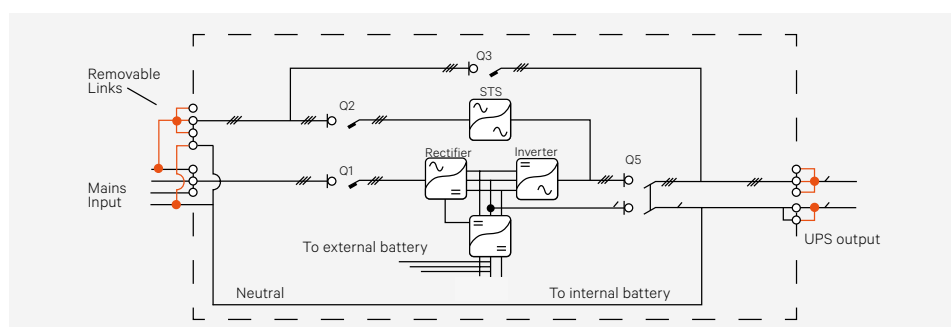 Removable
Links
Q3
Q2
STS
Rectifier
Inverter
Q1
Q5
Mains
Input
UPS output
To external battery
Neutral
To internal battery